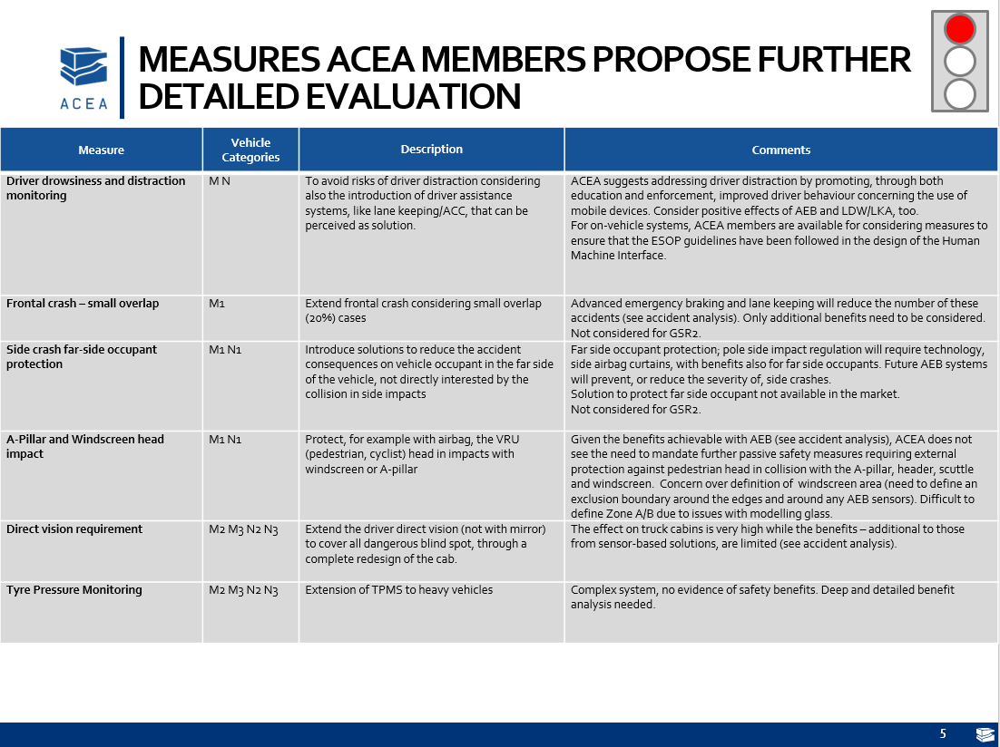 ACEA
MEASURES ACEA MEMBERS PROPOSE FURTHER
DETAILED EVALUATION
Measure
Vehicle
Categories
Description
Comments
Driver drowsiness and distraction
monitoring
M N
To avoid risks of driver distraction considering
also the introduction of driver assistance
systems, like lane keeping/ACC, that can be
perceived as solution.
ACEA suggests addressing driver distraction by promoting, through both
education and enforcement, improved driver behaviour concerning the use of
mobile devices. Consider positive effects of AEB and LDW/LKA, too.
For on-vehicle systems, ACEA members are available for considering measures to
ensure that the ESOP guidelines have been followed in the design of the Human
Machine Interface.
Frontal crash – small overlap
M1
Extend frontal crash considering small overlap
(20%) cases
Advanced emergency braking and lane keeping will reduce the number of these
accidents (see accident analysis). Only additional benefits need to be considered.
Not considered for GSR2.
Side crash far-side occupant
protection
M1 N1
Introduce solutions to reduce the accident
consequences on vehicle occupant in the far side
of the vehicle, not directly interested by the
collision in side impacts
Far side occupant protection; pole side impact regulation will require technology,
side airbag curtains, with benefits also for far side occupants. Future AEB systems
will prevent, or reduce the severity of, side crashes.
Solution to protect far side occupant not available in the market.
Not considered for GSR2.
A-Pillar and Windscreen head
impact
M1 N1
Protect, for example with airbag, the VRU
(pedestrian, cyclist) head in impacts with
windscreen or A-pillar
Given the benefits achievable with AEB (see accident analysis), ACEA does not
see the need to mandate further passive safety measures requiring external
protection against pedestrian head in collision with the A-pillar, header, scuttle
and windscreen. Concern over definition of windscreen area (need to define an
exclusion boundary around the edges and around any AEB sensors). Difficult to
define Zone A/B due to issues with modelling glass.
Direct vision requirement
M2 M3 N2 N3
Extend the driver direct vision (not with mirror)
to cover all dangerous blind spot, through a
complete redesign of the cab.
The effect on truck cabins is very high while the benefits – additional to those
from sensor-based solutions, are limited (see accident analysis).
Tyre Pressure Monitoring
M2 M3 N2 N3
Extension of TPMS to heavy vehicles
Complex system, no evidence of safety benefits. Deep and detailed benefit
analysis needed.
5